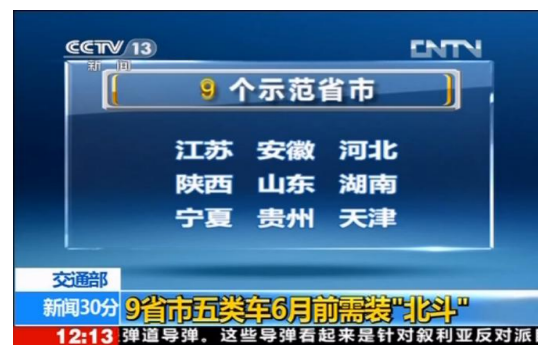 CCTV 13
CNTV
新 闻
9 个示范省市
江苏 安徽 河北
陕西 山东 湖南
宁夏 贵州 天津
交通部
新闻30分 9省市五类车6月前需装"北斗"
12:13 弹道导弹。这些导弹看起来是针对叙利亚反对派